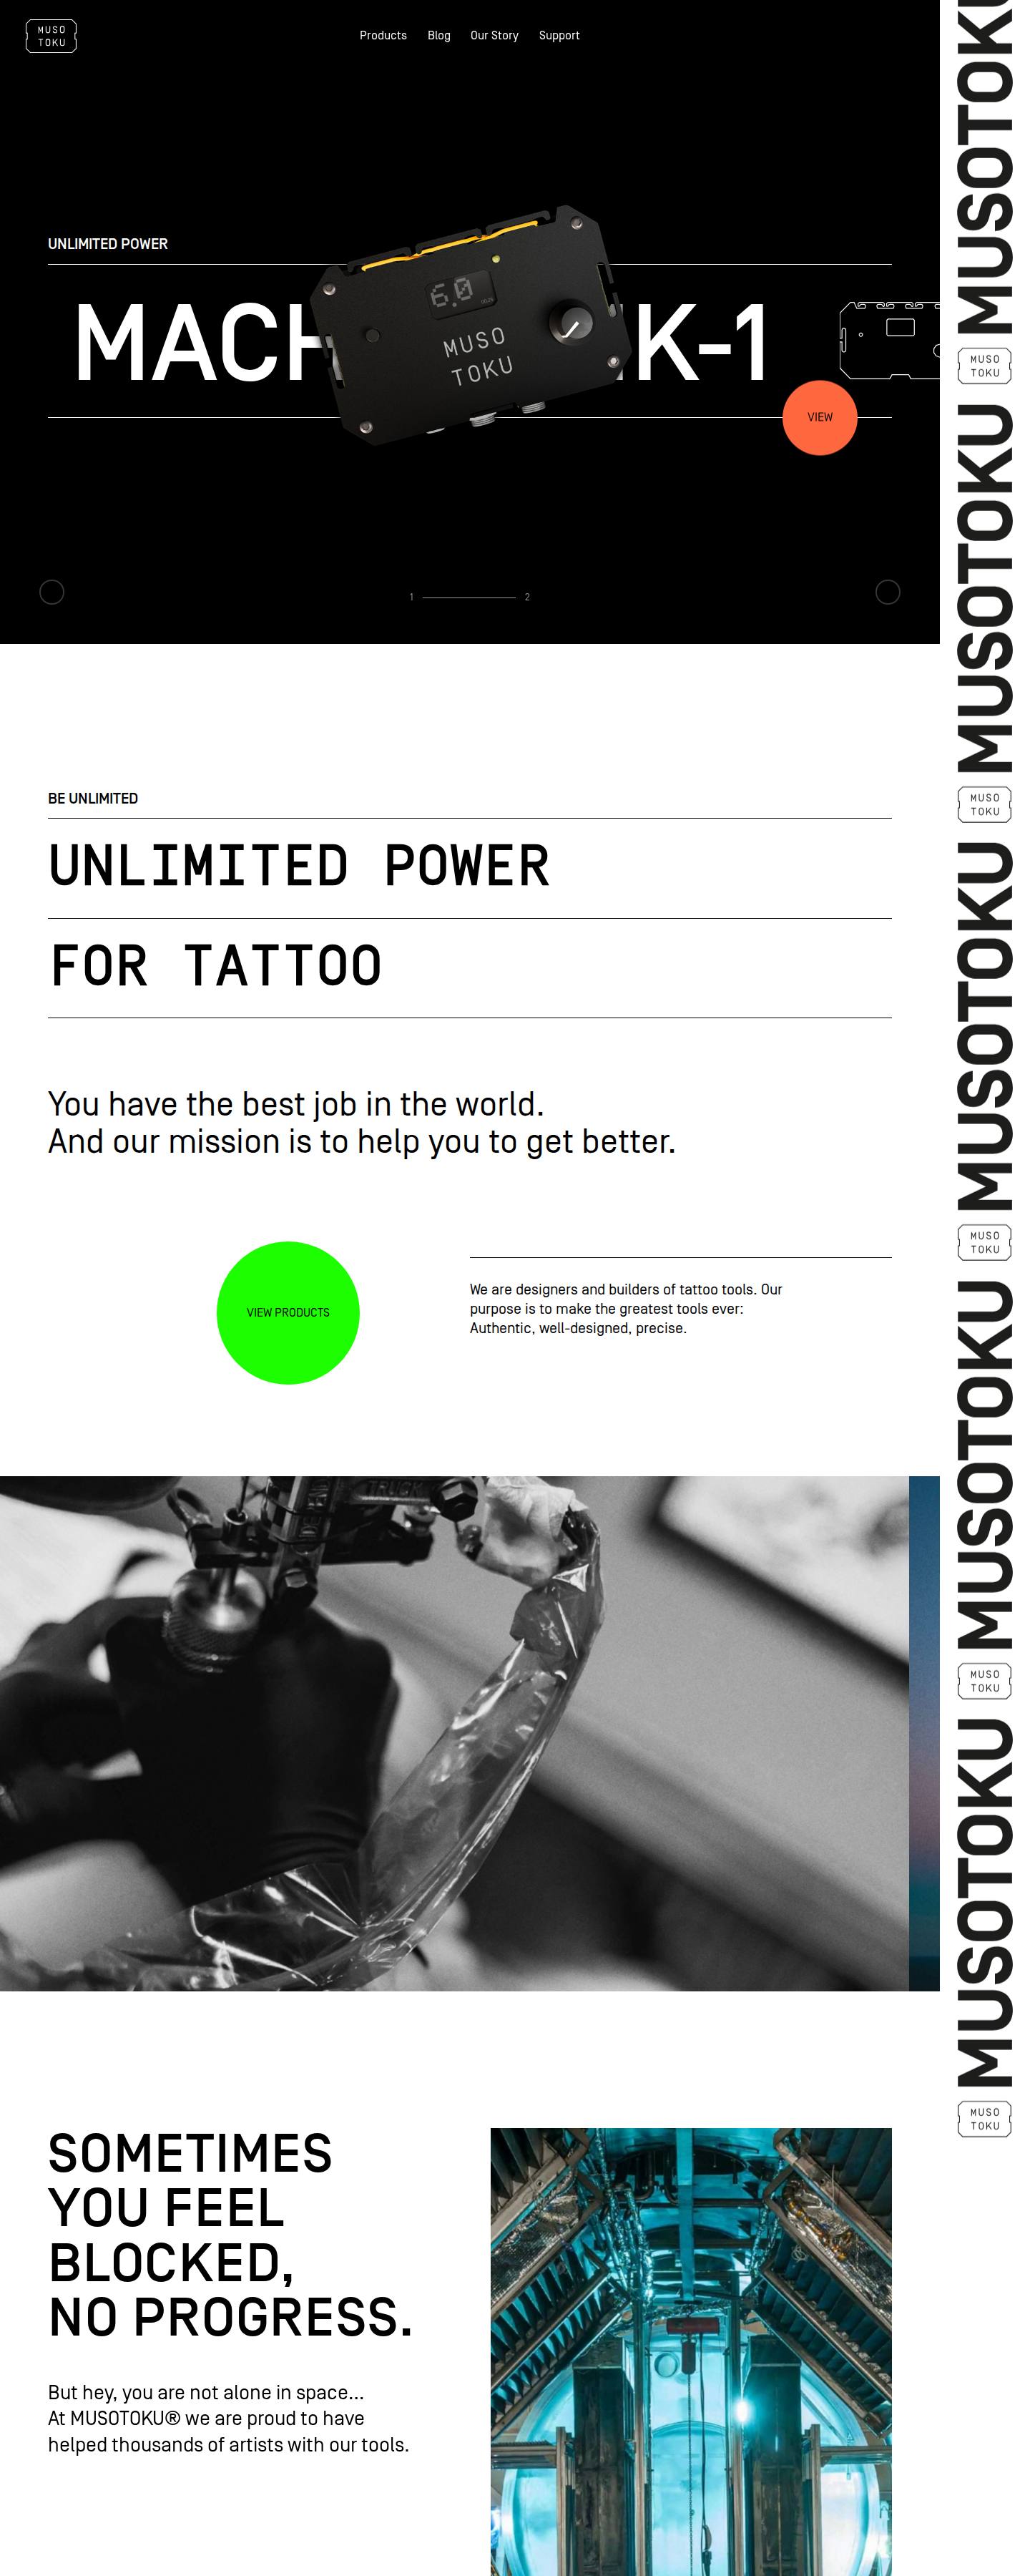 MUSO
TOKU
Products
Blog
Our Story
Support
UNLIMITED POWER
6.0
MUSO
TOKU
K-1
VIEW
1
2
BE UNLIMITED
UNLIMITED POWER
FOR TATTOO
You have the best job in the world.
And our mission is to help you to get better.
VIEW PRODUCTS
We are designers and builders of tattoo tools. Our
purpose is to make the greatest tools ever:
Authentic, well-designed, precise.
SOMETIMES
YOU FEEL
BLOCKED,
NO PROGRESS.
But hey, you are not alone in space...
At MUSOTOKU® we are proud to have
helped thousands of artists with our tools.
MUSOTOKU
MUSO
TOKU
MUSOTOKU
MUSO
TOKU
MUSOTOKU
MUSO
TOKU
MUSOTOKU
MUSO
TOKU
MUSOTOKU
MUSO
TOKU